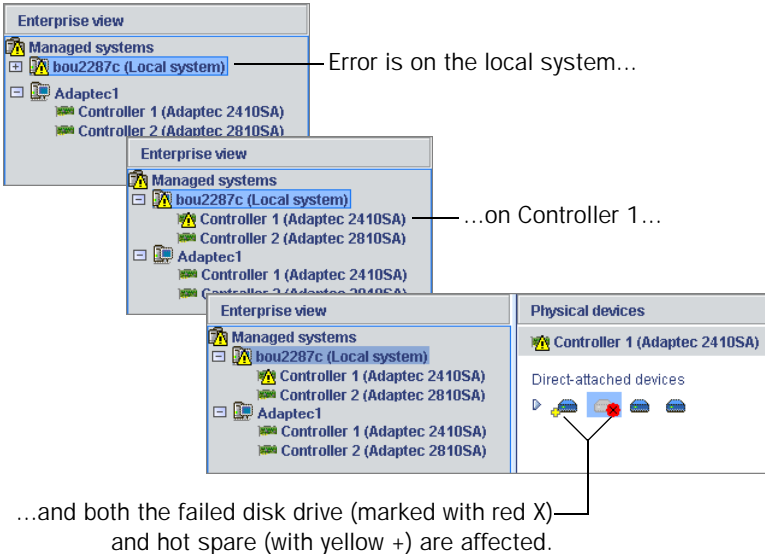 Enterprise view
Managed systems
bou2287c (Local system)
Error is on the local system...
Adaptec1
Controller 1 (Adaptec 2410SA)
Controller 2 (Adaptec 2810SA)
Enterprise view
Managed systems
bou2287c (Local system)
Controller 1 (Adaptec 2410SA)
...on Controller 1...
Controller 2 (Adaptec 2810SA)
Adaptec1
Controller 1 (Adaptec 2410SA)
Controller 2 (Adaptec 2810SA)
Enterprise view
Physical devices
Managed systems
Controller 1 (Adaptec 2410SA)
bou2287c (Local system)
Controller 1 (Adaptec 2410SA)
Direct-attached devices
Controller 2 (Adaptec 2810SA)
Adaptec1
Controller 1 (Adaptec 2410SA)
Controller 2 (Adaptec 2810SA)
...and both the failed disk drive (marked with red X)
and hot spare (with yellow +) are affected.